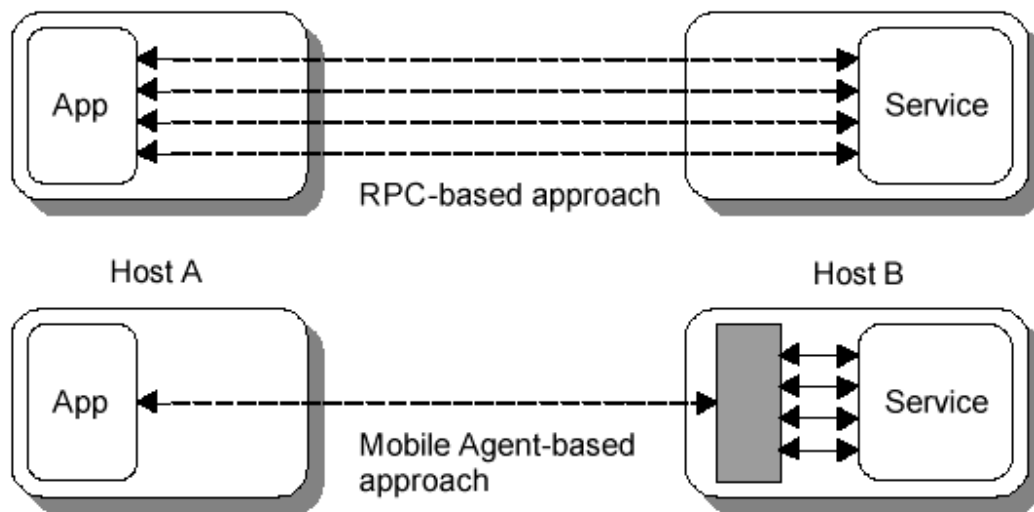 App
Service
RPC-based approach
Host A
Host B
App
Service
Mobile Agent-based
approach